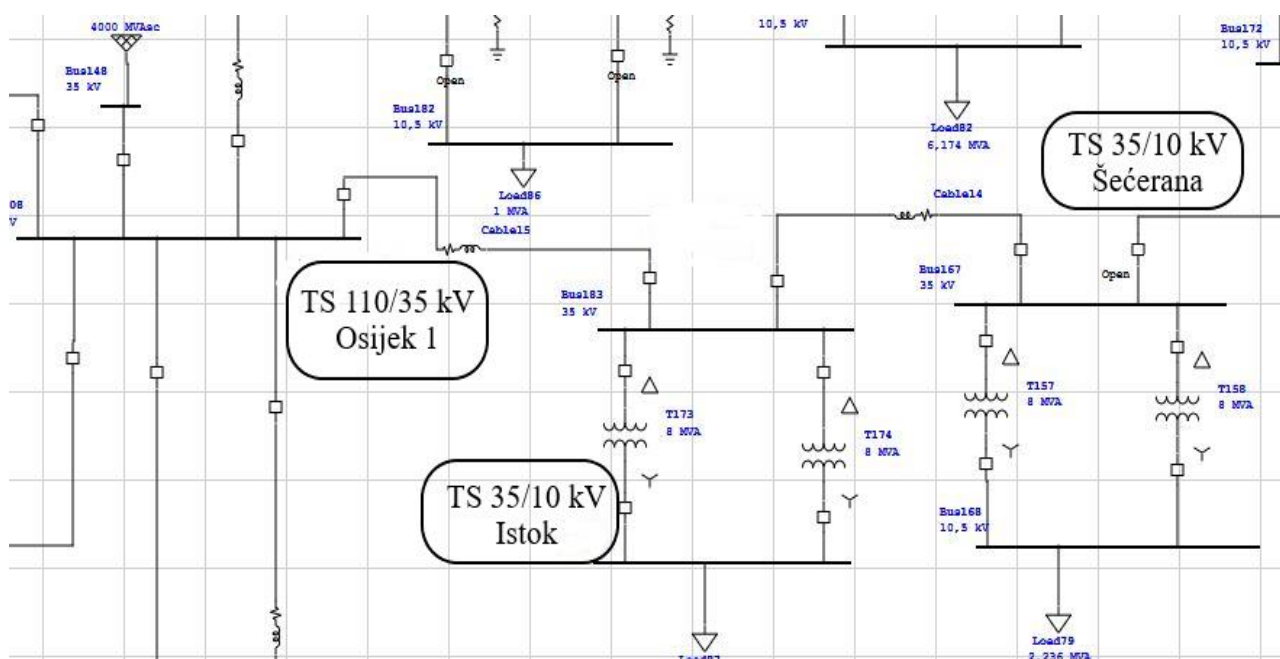 4000 MVAsc
Bus148
35 kV
Open
Open
Bus182
10,5 kV
Load86
1 MVA
10,5 kV
Load82
6,174 MVA
Bus172
10,5 kV
TS 35/10 kV
Šećerana
08
V
Cable15
Cable14
TS 110/35 kV
Osijek 1
Bus183
35 kV
Bus167
35 kV
Open
T173
8 MVA
T174
8 MVA
T157
8 MVA
T158
8 MVA
TS 35/10 kV
Istok
Bus168
10,5 kV
Load79
2,236 MVA